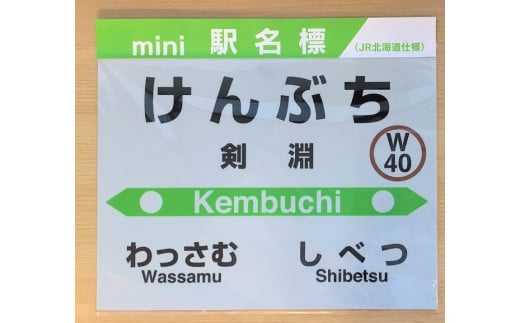 mini 駅名標 (JR北海道仕様)
けんぶち
剣淵
W
40
Kembuchi
わっさむ しべつ
Wassamu Shibetsu